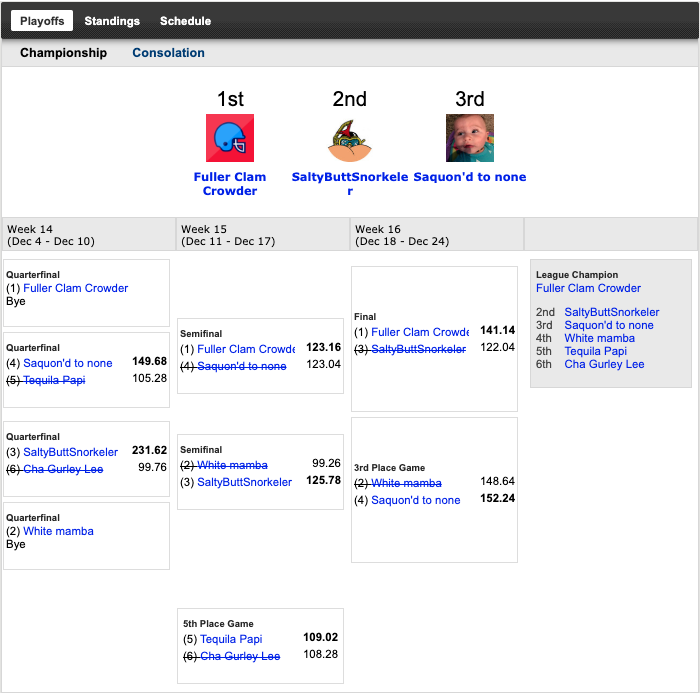 Playoffs Standings Schedule
Championship Consolation
1st 2nd 3rd
Fuller Clam SaltyButtSnorkele Saquon'd to none
Crowder r
Week 14 Week 15 Week 16
(Dec 4 - Dec 10) (Dec 11 - Dec 17) (Dec 18 - Dec 24)
Quarterfinal
(1) Fuller Clam Crowder
Bye
Quarterfinal
(4) Saquon'd to none 149.68
(5) Tequila Papi 105.28
Quarterfinal
(3) SaltyButtSnorkeler 231.62
(6) Cha Gurley Lee 99.76
Quarterfinal
(2) White mamba
Bye
Semifinal
(1) Fuller Clam Crowde 123.16
(4) Saquon'd to none 123.04
Semifinal
(2) White mamba 99.26
(3) SaltyButtSnorkeler 125.78
5th Place Game
(5) Tequila Papi 109.02
(6) Cha Gurley Lee 108.28
Final
(1) Fuller Clam Crowde 141.14
(3) SaltyButtSnorkeler 122.04
3rd Place Game
(2) White mamba 148.64
(4) Saquon'd to none 152.24
League Champion
Fuller Clam Crowder
2nd SaltyButtSnorkeler
3rd Saquon'd to none
4th White mamba
5th Tequila Papi
6th Cha Gurley Lee